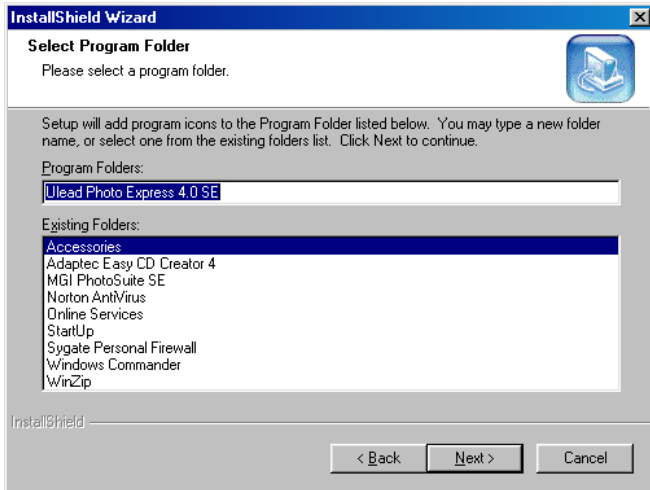 InstallShield Wizard
Select Program Folder
Please select a program folder.
Setup will add program icons to the Program Folder listed below. You may type a new folder
name, or select one from the existing folders list. Click Next to continue.
Program Folders:
Ulead Photo Express 4.0 SE
Existing Folders:
Accessories
Adaptec Easy CD Creator 4
MGI PhotoSuite SE
Norton AntiVirus
Online Services
StartUp
Sygate Personal Firewall
Windows Commander
WinZip
InstallShield
< Back Next > Cancel